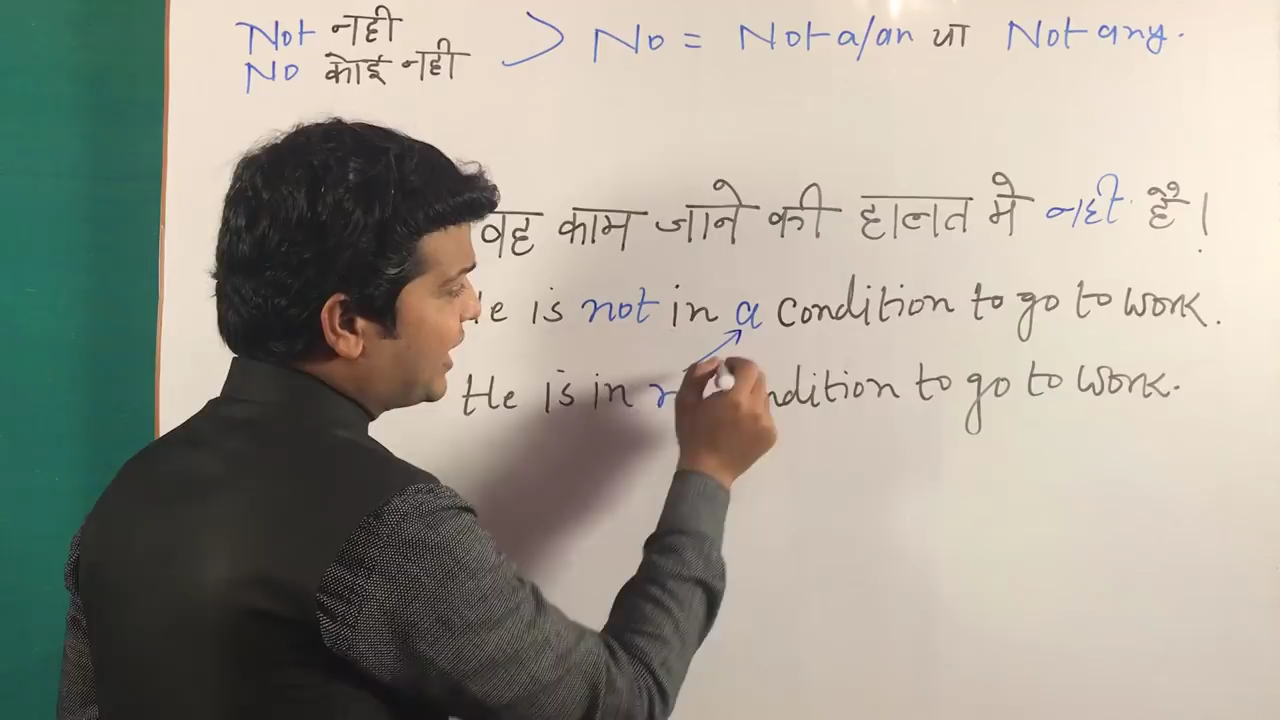 Not नही > No = Not a/an या Not any.
No कोई नही
वह काम जाने की हालत मे नही है।
is not in a condition to go to work.
He is in to go to work.